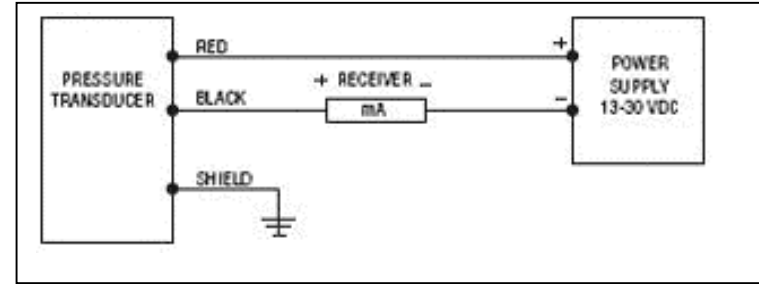 RED
+
POWER
SUPPLY
13-30 VDC
PRESSURE
TRANSDUCER
+ RECEIVER -
BLACK
mA
-
SHIELD